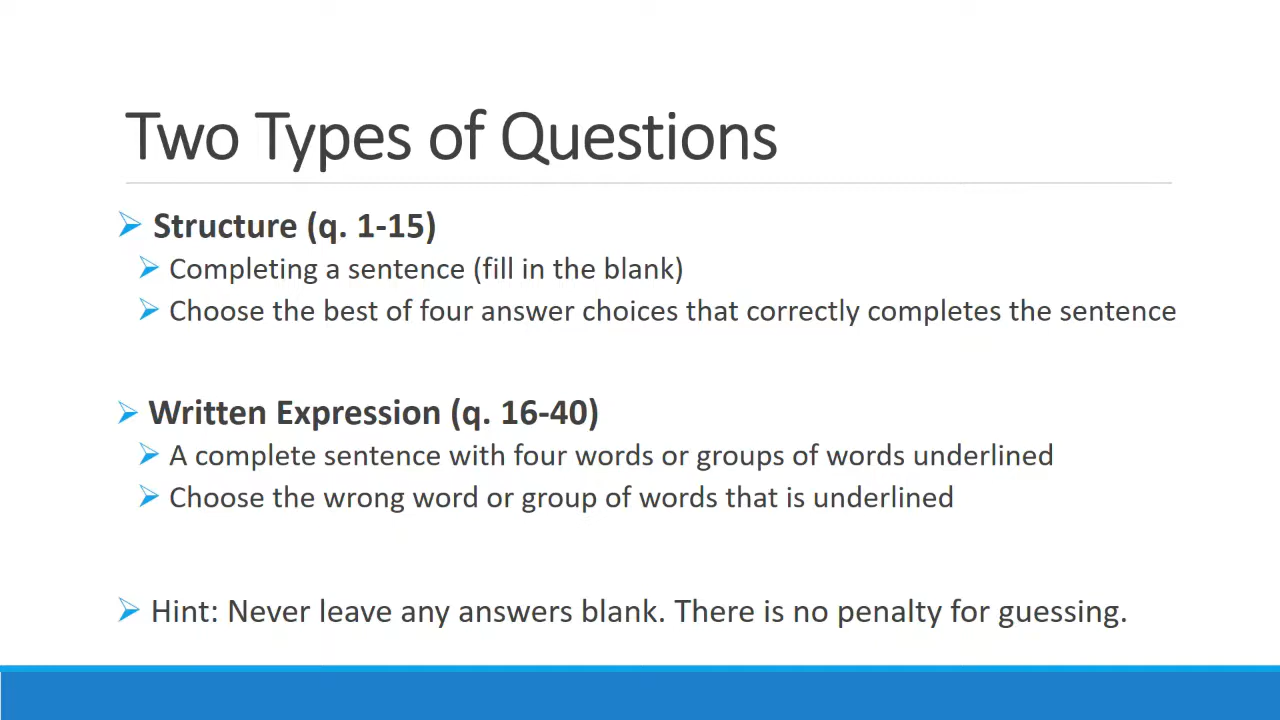 Two Types of Questions
Structure (q. 1-15)
Completing a sentence (fill in the blank)
Choose the best of four answer choices that correctly completes the sentence
Written Expression (q. 16-40)
A complete sentence with four words or groups of words underlined
Choose the wrong word or group of words that is underlined
Hint: Never leave any answers blank. There is no penalty for guessing.